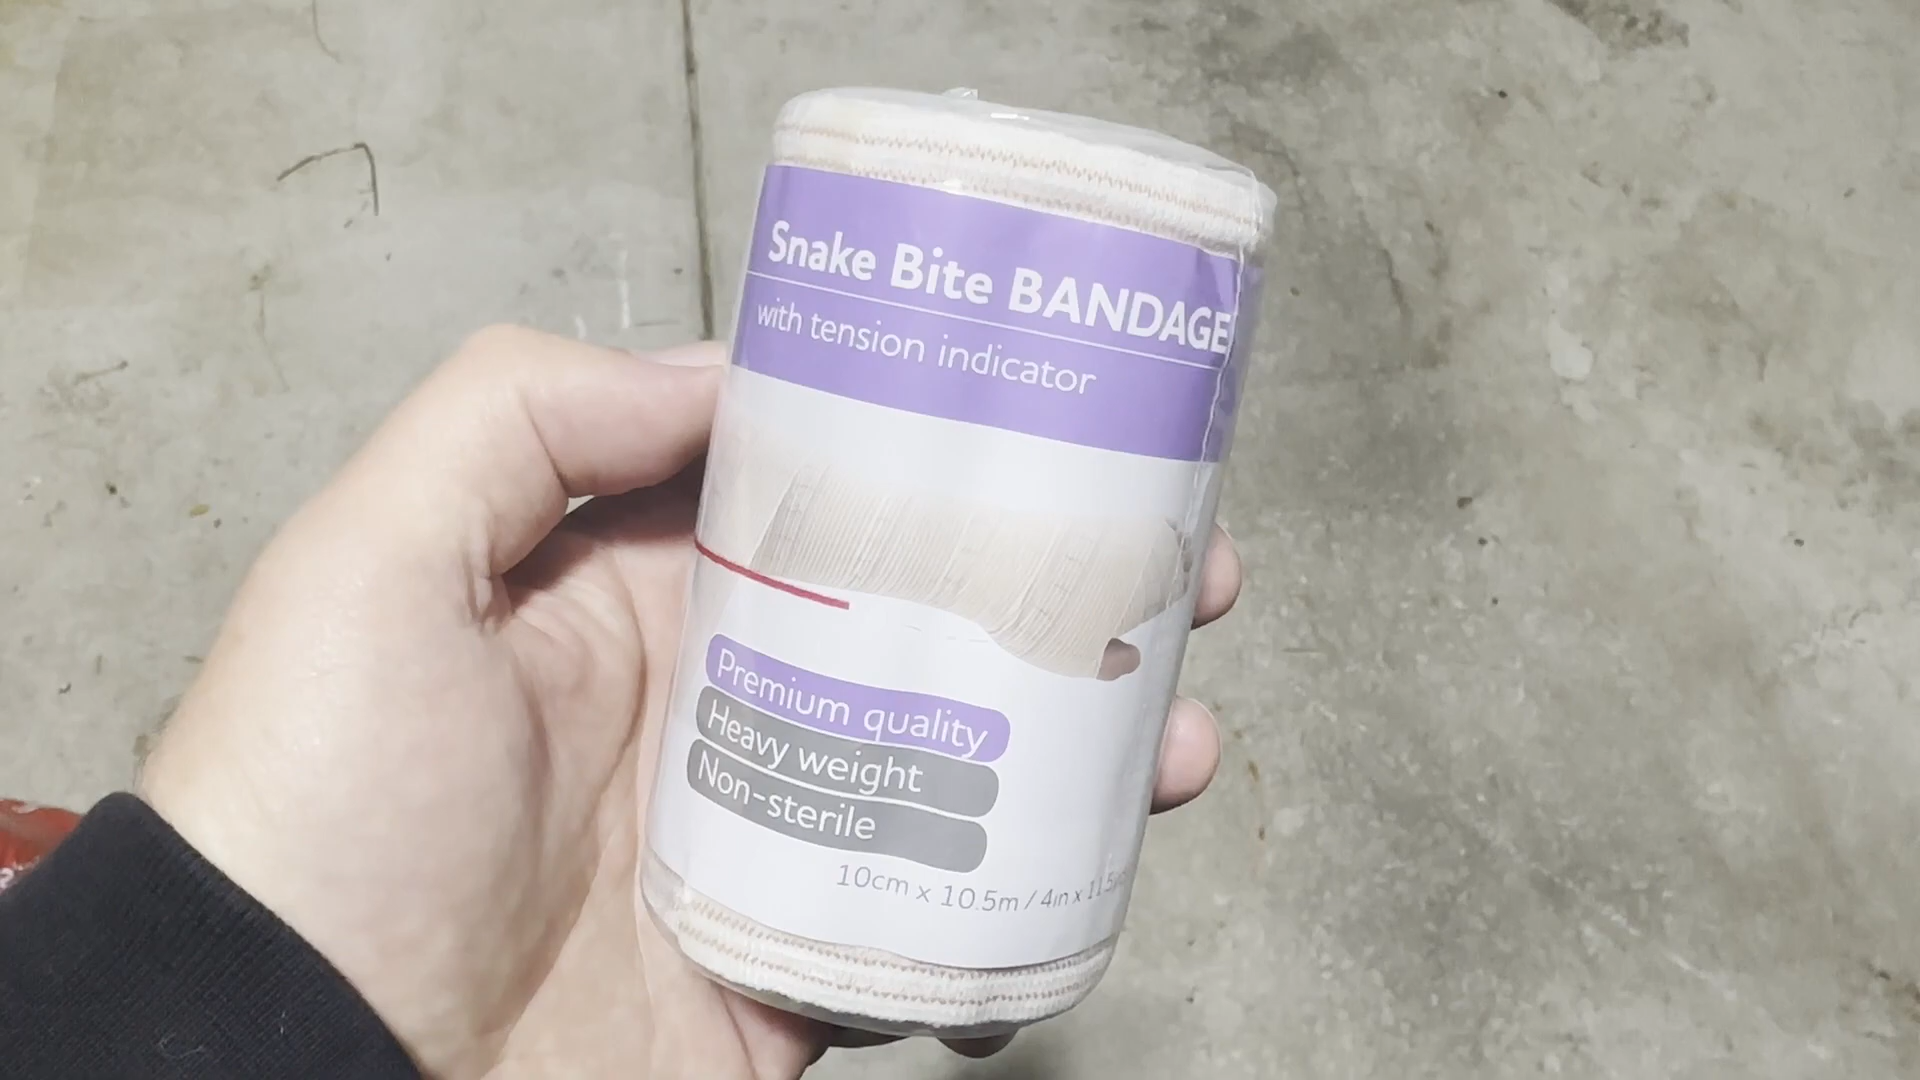 Snake Bite BANDAGE
with tension indicator
Premium quality
Heavy weight
Non-sterile
10cm x 10.5m / 4in x